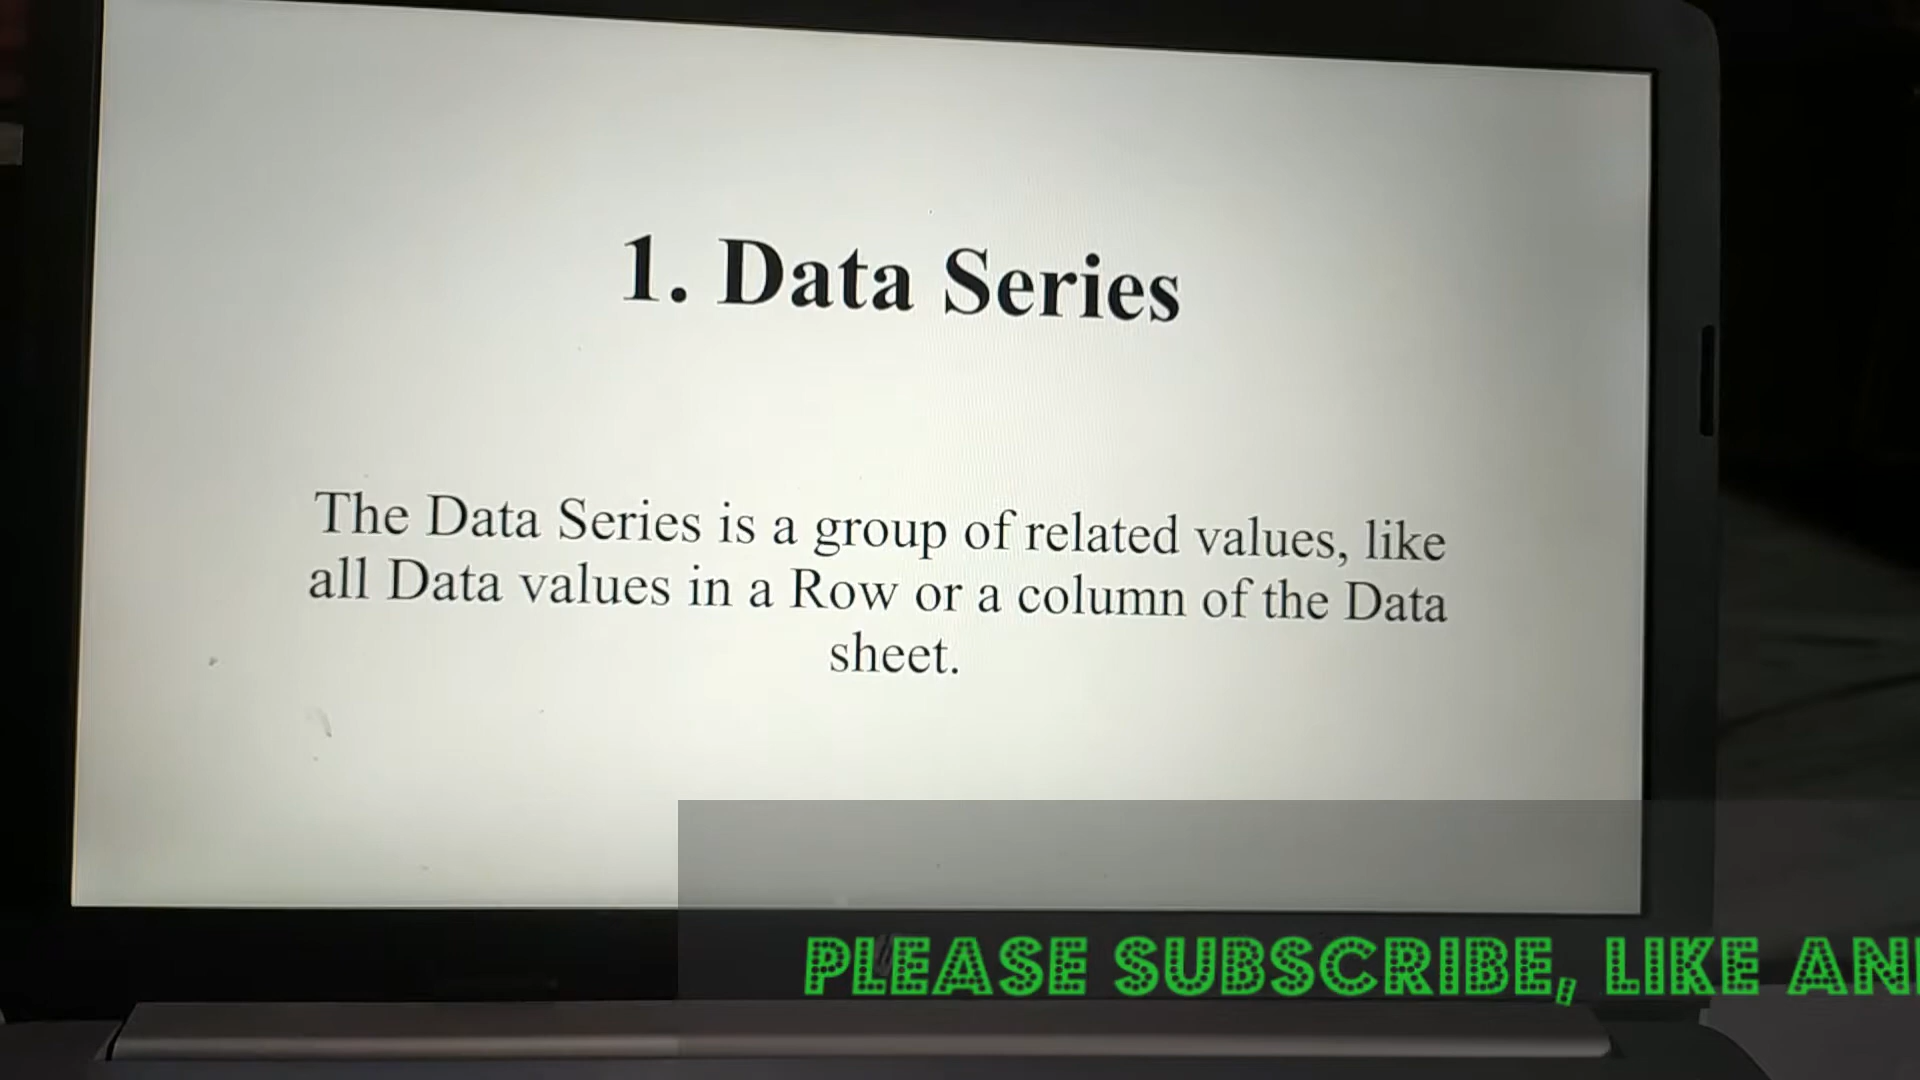 1. Data Series
The Data Series is a group of related values, like
all Data values in a Row or a column of the Data
sheet.
PLEASE SUBSCRIBE, LIKE AN